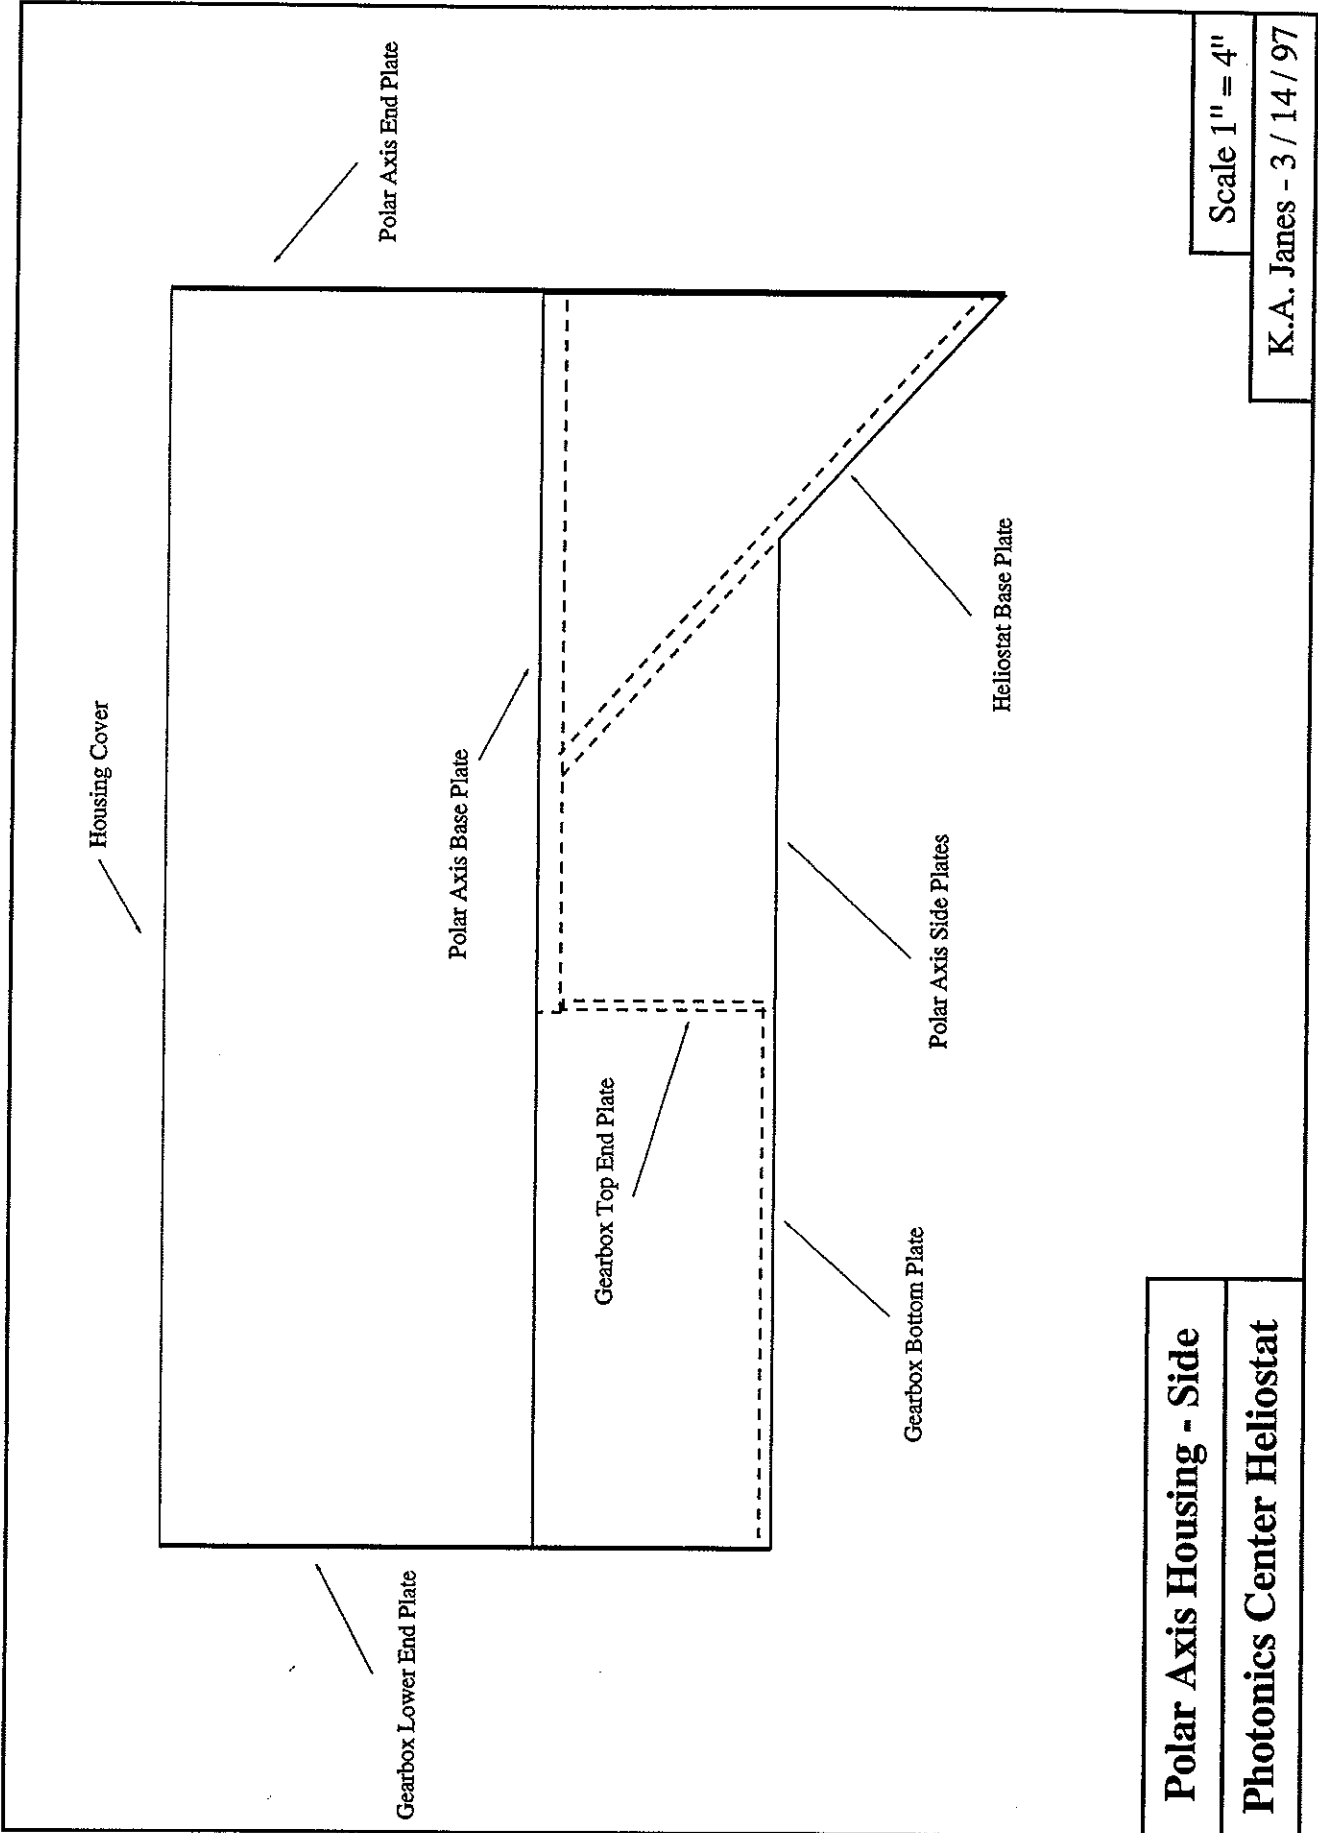 Housing Cover
Polar Axis End Plate
Polar Axis Base Plate
Gearbox Lower End Plate
Gearbox Top End Plate
Heliostat Base Plate
Polar Axis Side Plates
Gearbox Bottom Plate
Polar Axis Housing - Side
Photonics Center Heliostat
Scale 1" = 4"
K.A. Janes - 3 / 14 / 97